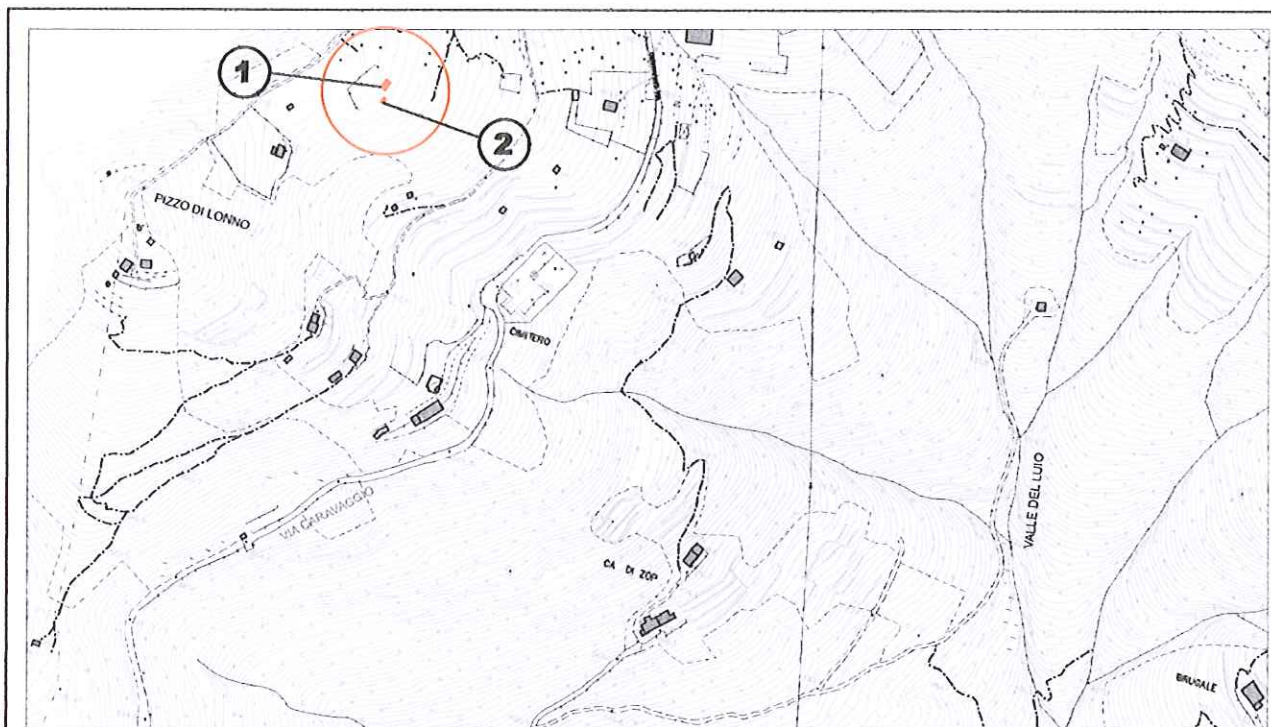 1
2
PIZZO DI LONNO
CIMITERO
VIA CARAVAGGIO
VALLE DEL LUIO
CA DI ZOP
BRUGALE